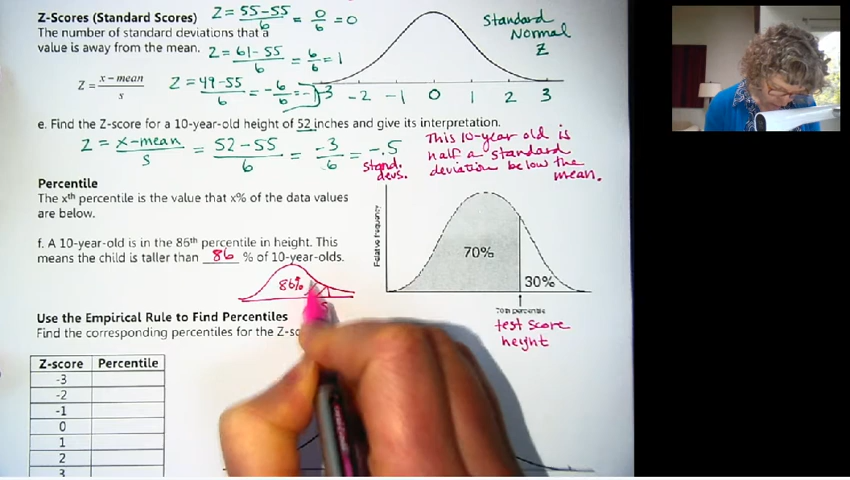 Z-Scores (Standard Scores) Z = 55-55 / 6 = 0/6 = 0
The number of standard deviations that a
value is away from the mean. Z = 61-55 / 6 = 6/6 = 1
Z = x-mean / s Z = 49-55 / 6 = -6/6 = -1
Standard
Normal
Z
-3 -2 -1 0 1 2 3
e. Find the Z-score for a 10-year-old height of 52 inches and give its interpretation.
Z = x-mean / s = 52-55 / 6 = -3/6 = -.5
stand.
devs.
This 10-year old is
half a standard
deviation below the
mean.
Percentile
The xth percentile is the value that x% of the data values
are below.
f. A 10-year-old is in the 86th percentile in height. This
means the child is taller than 86 % of 10-year-olds.
86%
Relative frequency
70%
30%
70th percentile
test score
height
Use the Empirical Rule to Find Percentiles
Find the corresponding percentiles for the Z-sc
Z-score Percentile
-3
-2
-1
0
1
2
3